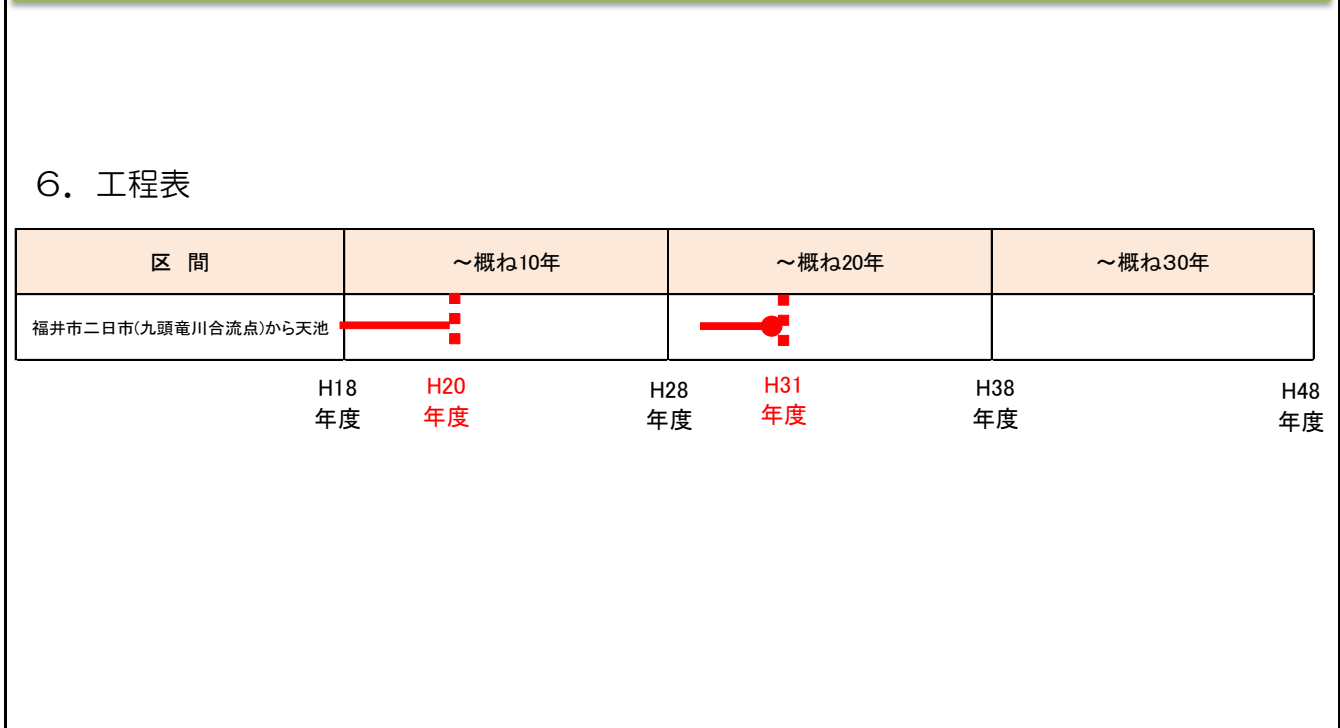 ６．工程表
区 間
～概ね10年
～概ね20年
～概ね３０年
福井市二日市(九頭竜川合流点)から天池
H18
年度
H20
年度
H28
年度
H31
年度
H38
年度
H48
年度